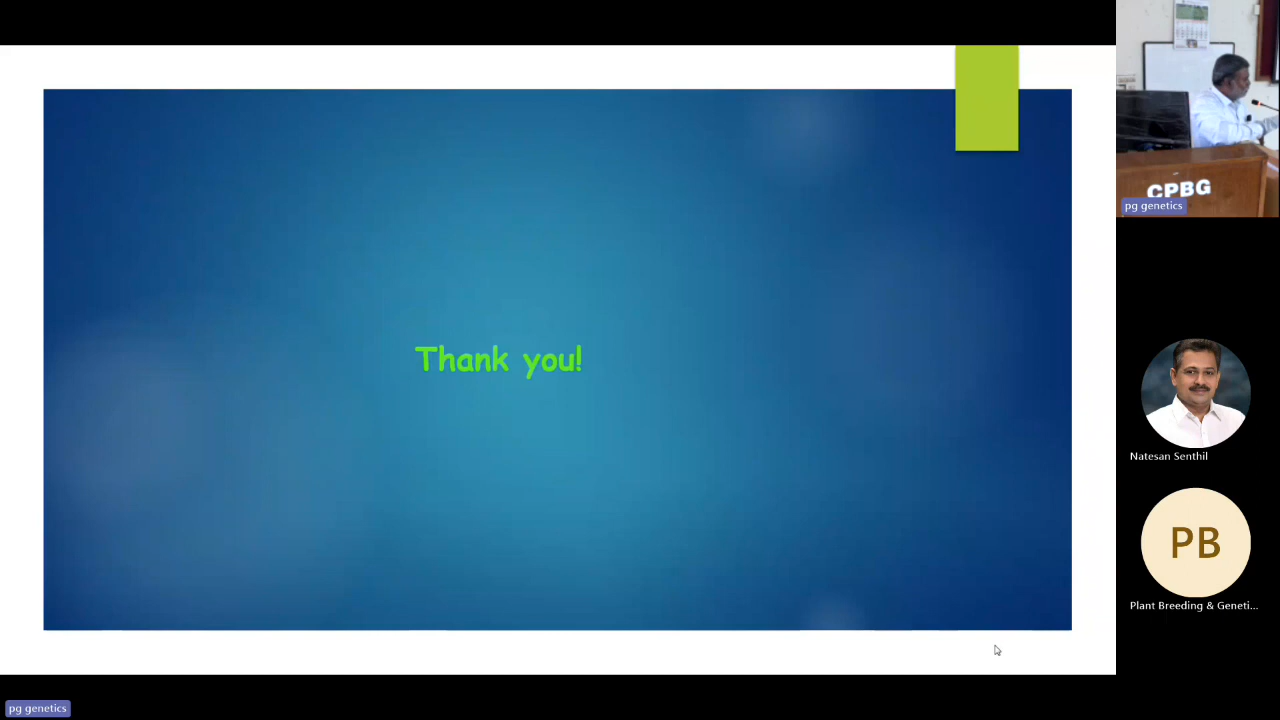 Thank you!
CPBG
pg genetics
Natesan Senthil
PB
Plant Breeding & Geneti...
pg genetics